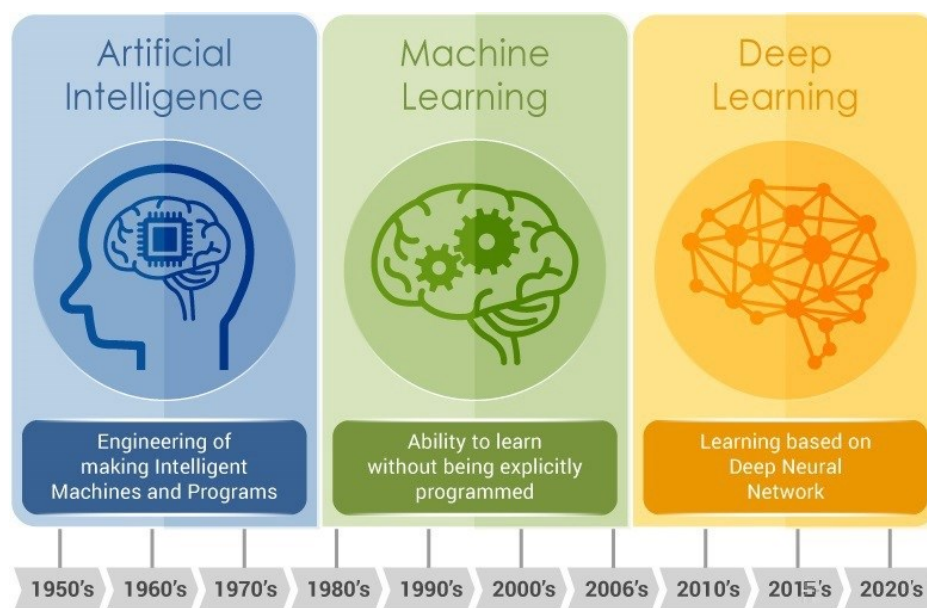 Artificial
Intelligence
Machine
Learning
Deep
Learning
Engineering of
making Intelligent
Machines and Programs
Ability to learn
without being explicitly
programmed
Learning based on
Deep Neural
Network
1950's 1960's 1970's 1980's 1990's 2000's 2006's 2010's 2015's 2020's